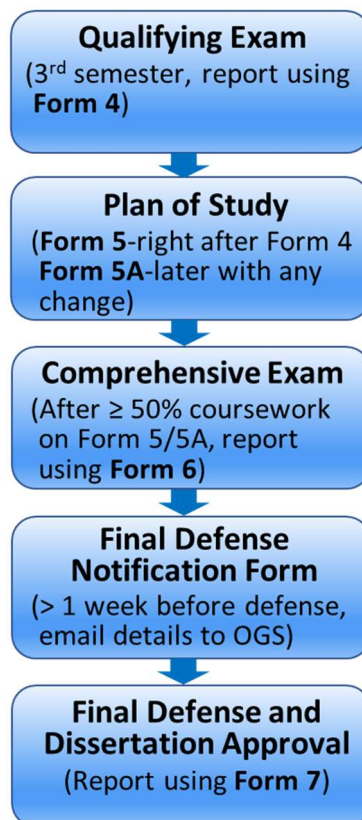 Qualifying Exam
(3rd semester, report using
Form 4)
Plan of Study
(Form 5-right after Form 4
Form 5A-later with any
change)
Comprehensive Exam
(After ≥ 50% coursework
on Form 5/5A, report
using Form 6)
Final Defense
Notification Form
(> 1 week before defense,
email details to OGS)
Final Defense and
Dissertation Approval
(Report using Form 7)